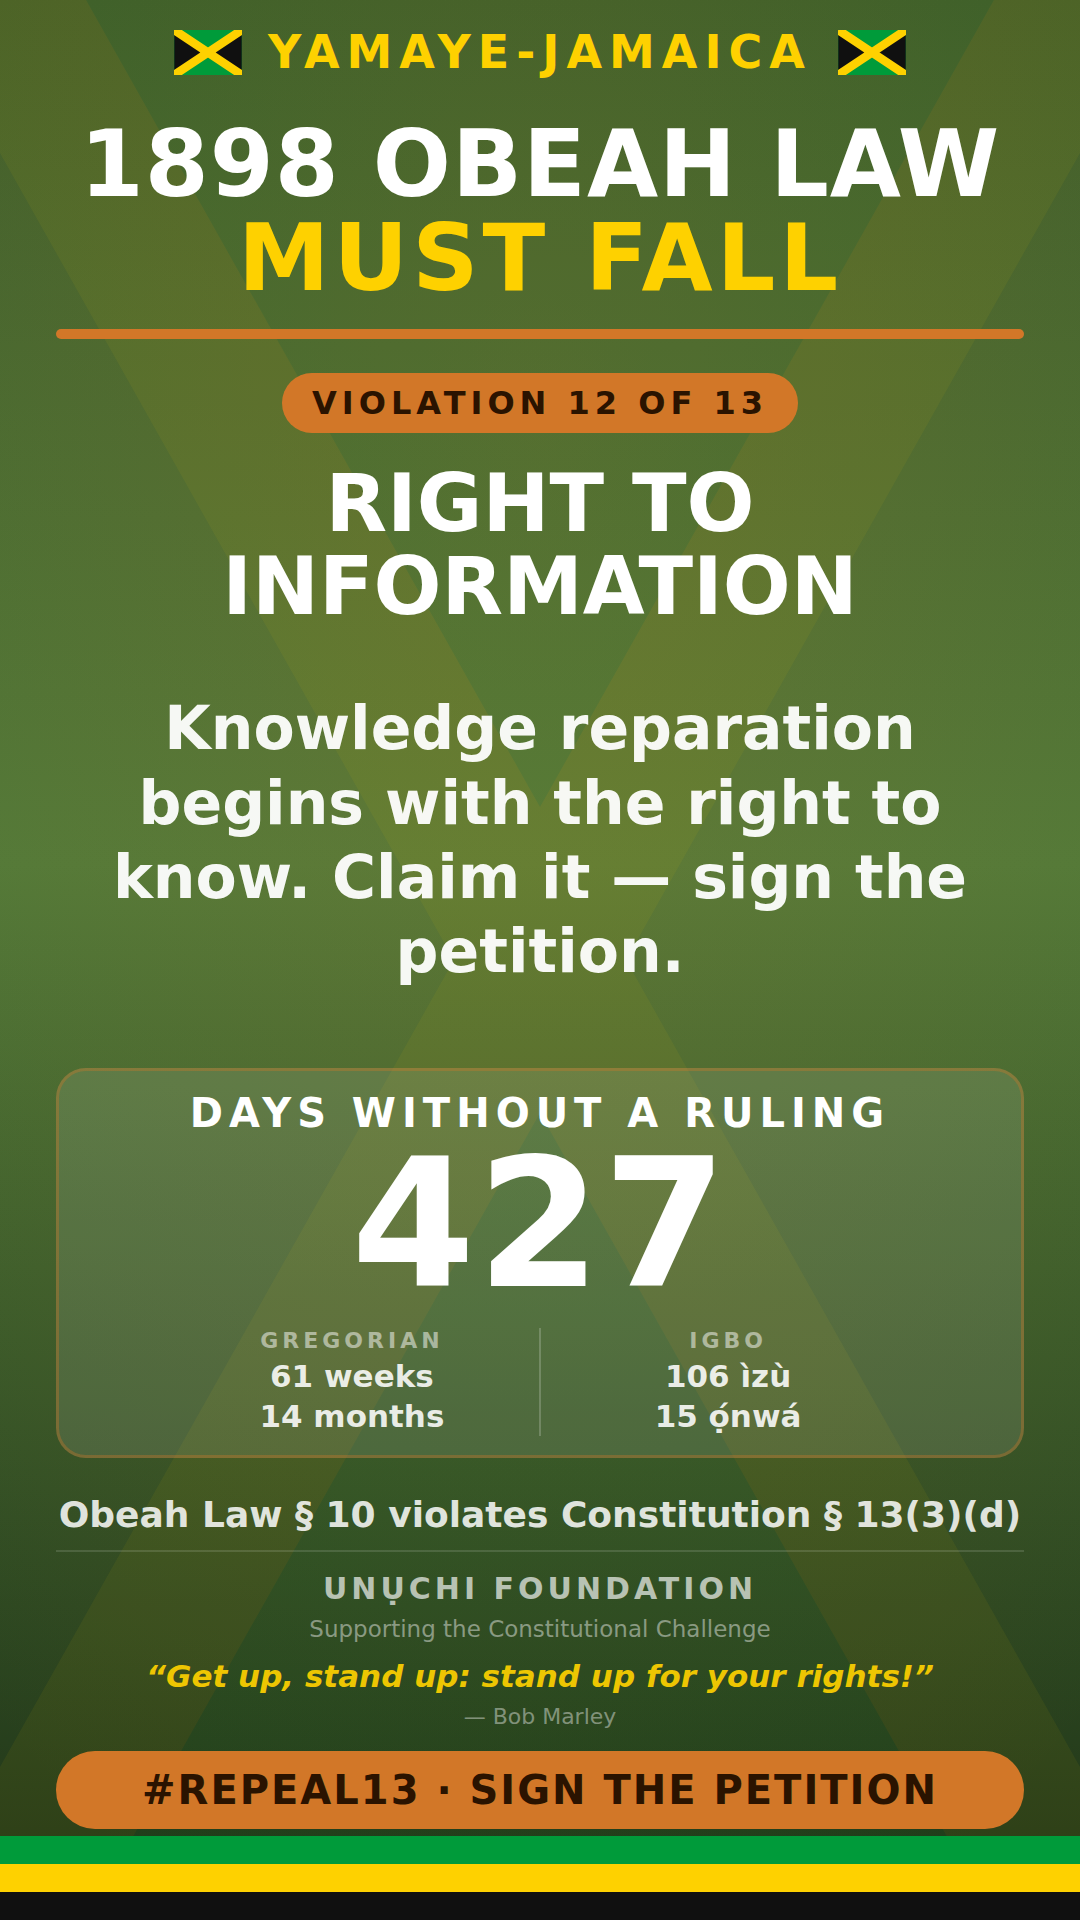 YAMAYE-JAMAICA
1898 OBEAH LAW
MUST FALL
VIOLATION 12 OF 13
RIGHT TO
INFORMATION
Knowledge reparation
begins with the right to
know. Claim it — sign the
petition.
DAYS WITHOUT A RULING
427
GREGORIAN
61 weeks
14 months
IGBO
106 ìzù
15 ọ́nwá
Obeah Law § 10 violates Constitution § 13(3)(d)
UNỤCHI FOUNDATION
Supporting the Constitutional Challenge
“Get up, stand up: stand up for your rights!”
— Bob Marley
#REPEAL13 · SIGN THE PETITION